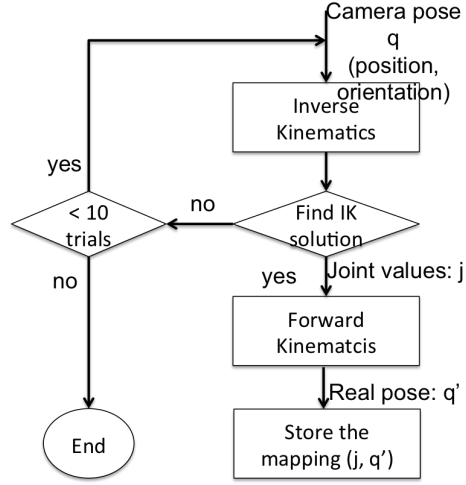 Camera pose
q
(position,
orientation)
Inverse
Kinematics
yes
no
< 10
trials
Find IK
solution
no
yes
Joint values: j
Forward
Kinematcis
Real pose: q’
End
Store the
mapping (j, q’)